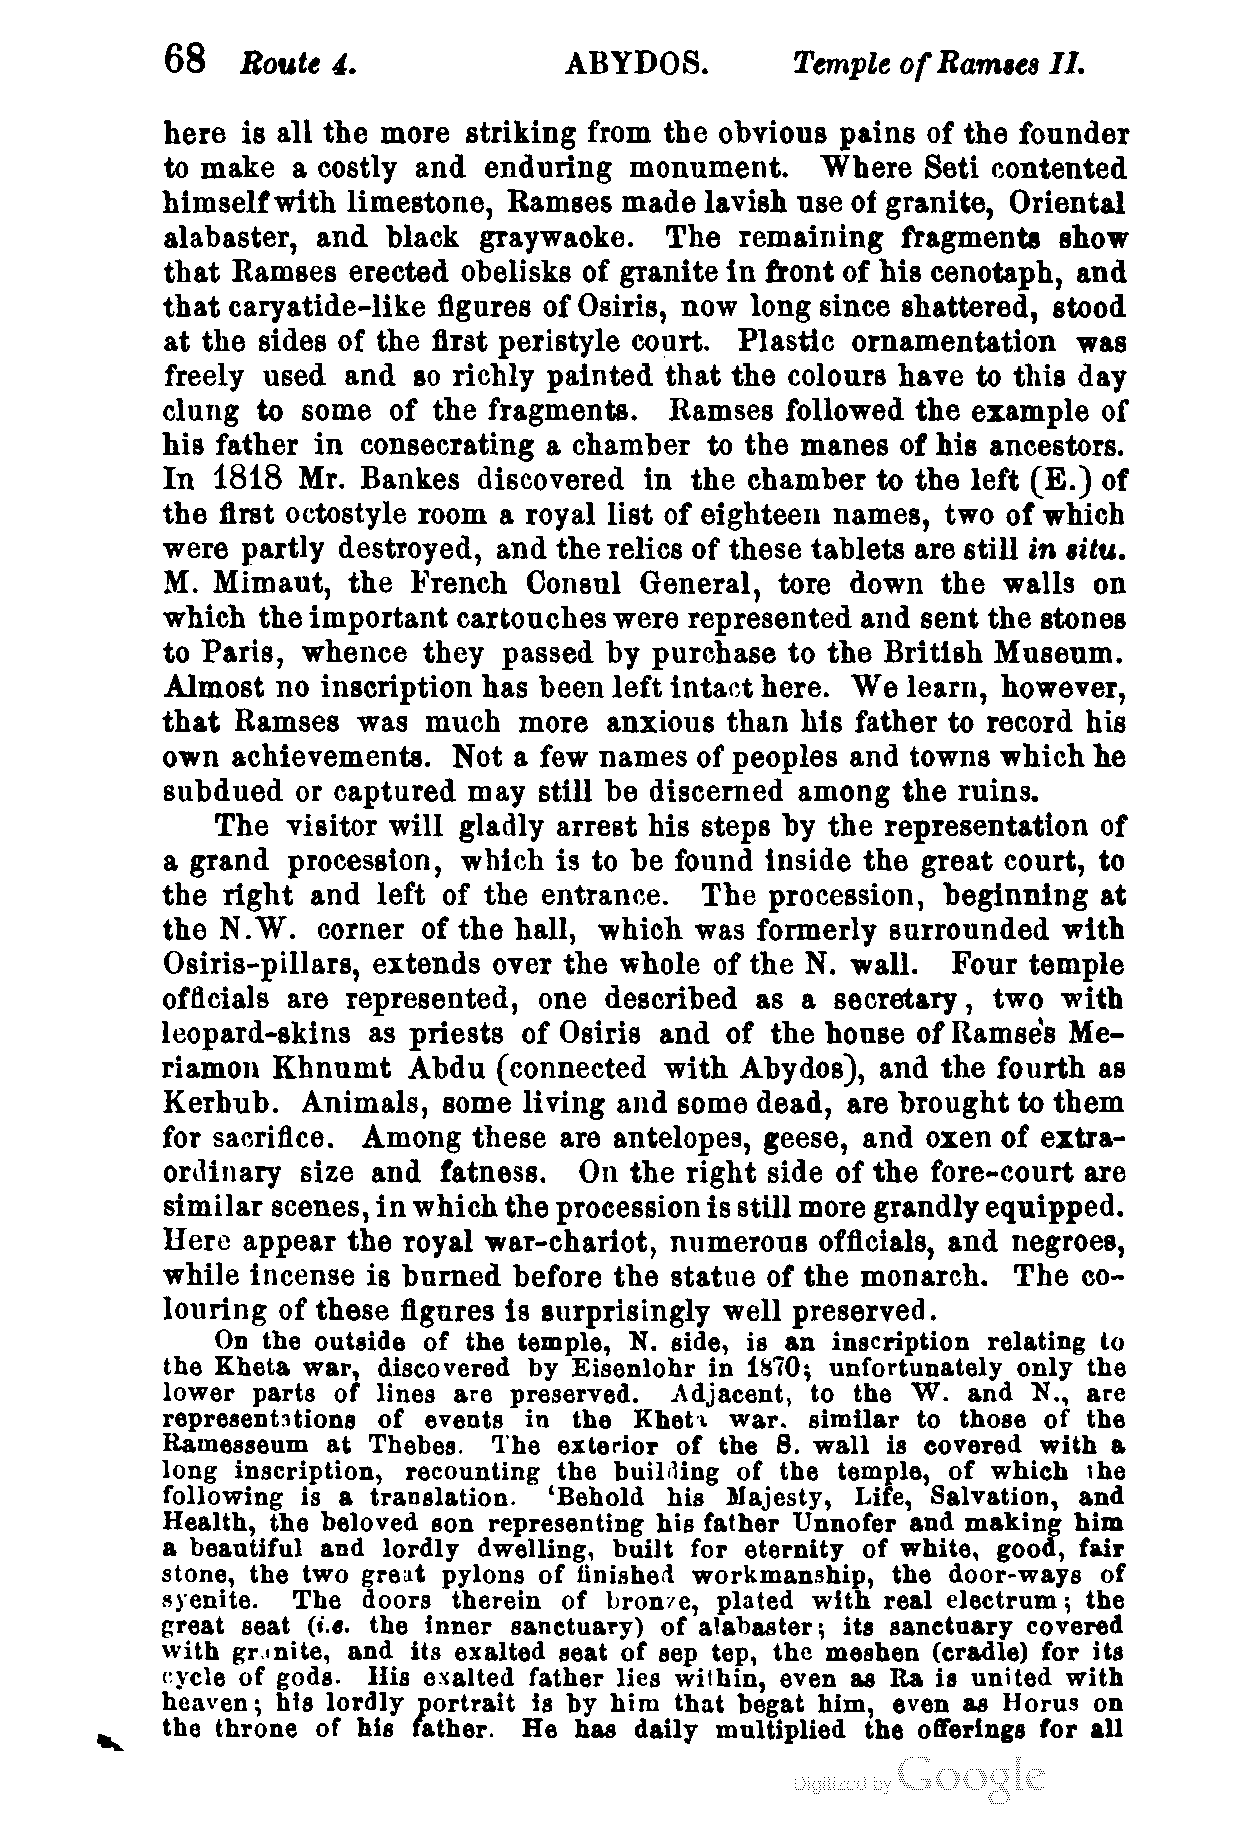 68 Route 4. ABYDOS. Temple of Ramses II.
here is all the more striking from the obvious pains of the founder
to make a costly and enduring monument. Where Seti contented
himself with limestone, Ramses made lavish use of granite, Oriental
alabaster, and black graywacke. The remaining fragments show
that Ramses erected obelisks of granite in front of his cenotaph, and
that caryatide-like figures of Osiris, now long since shattered, stood
at the sides of the first peristyle court. Plastic ornamentation was
freely used and so richly painted that the colours have to this day
clung to some of the fragments. Ramses followed the example of
his father in consecrating a chamber to the manes of his ancestors.
In 1818 Mr. Bankes discovered in the chamber to the left (E.) of
the first octostyle room a royal list of eighteen names, two of which
were partly destroyed, and the relics of these tablets are still in situ.
M. Mimaut, the French Consul General, tore down the walls on
which the important cartouches were represented and sent the stones
to Paris, whence they passed by purchase to the British Museum.
Almost no inscription has been left intact here. We learn, however,
that Ramses was much more anxious than his father to record his
own achievements. Not a few names of peoples and towns which he
subdued or captured may still be discerned among the ruins.
The visitor will gladly arrest his steps by the representation of
a grand procession, which is to be found inside the great court, to
the right and left of the entrance. The procession, beginning at
the N.W. corner of the hall, which was formerly surrounded with
Osiris-pillars, extends over the whole of the N. wall. Four temple
officials are represented, one described as a secretary, two with
leopard-skins as priests of Osiris and of the house of Ramses Me-
riamon Khnumt Abdu (connected with Abydos), and the fourth as
Kerhub. Animals, some living and some dead, are brought to them
for sacrifice. Among these are antelopes, geese, and oxen of extra-
ordinary size and fatness. On the right side of the fore-court are
similar scenes, in which the procession is still more grandly equipped.
Here appear the royal war-chariot, numerous officials, and negroes,
while incense is burned before the statue of the monarch. The co-
louring of these figures is surprisingly well preserved.
On the outside of the temple, N. side, is an inscription relating to
the Kheta war, discovered by Eisenlohr in 1870; unfortunately only the
lower parts of lines are preserved. Adjacent, to the W. and N., are
representations of events in the Kheta war, similar to those of the
Ramesseum at Thebes. The exterior of the S. wall is covered with a
long inscription, recounting the building of the temple, of which the
following is a translation. 'Behold his Majesty, Life, Salvation, and
Health, the beloved son representing his father Unnofer and making him
a beautiful and lordly dwelling, built for eternity of white, good, fair
stone, the two great pylons of finished workmanship, the door-ways of
syenite. The doors therein of bronze, plated with real electrum; the
great seat (i.e. the inner sanctuary) of alabaster; its sanctuary covered
with granite, and its exalted seat of sep tep, the meshen (cradle) for its
cycle of gods. His exalted father lies within, even as Ra is united with
heaven; his lordly portrait is by him that begat him, even as Horus on
the throne of his father. He has daily multiplied the offerings for all
Digitized by Google